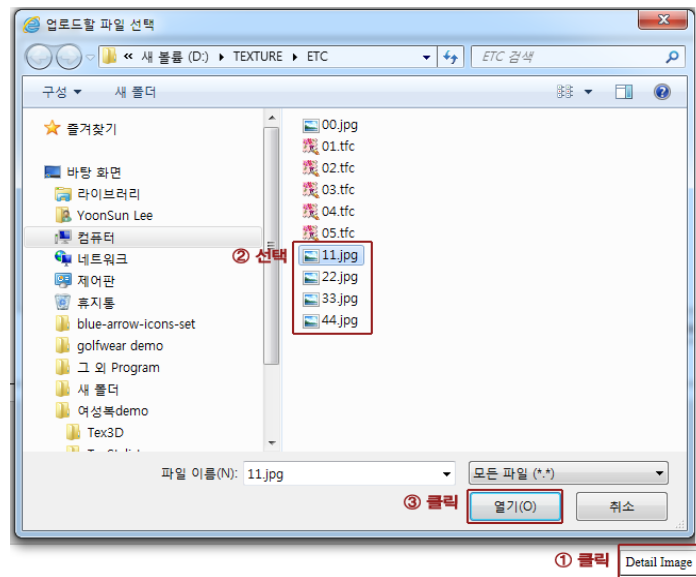 업로드할 파일 선택
« 새 볼륨 (D:) ▸ TEXTURE ▸ ETC
ETC 검색
구성 ▼
새 폴더
즐겨찾기
바탕 화면
라이브러리
YoonSun Lee
컴퓨터
네트워크
제어판
휴지통
blue-arrow-icons-set
golfwear demo
그 외 Program
새 폴더
여성복demo
Tex3D
00.jpg
01.tfc
02.tfc
03.tfc
04.tfc
05.tfc
② 선택
11.jpg
22.jpg
33.jpg
44.jpg
파일 이름(N): 11.jpg
모든 파일 (*.*)
③ 클릭
열기(O)
취소
① 클릭
Detail Image